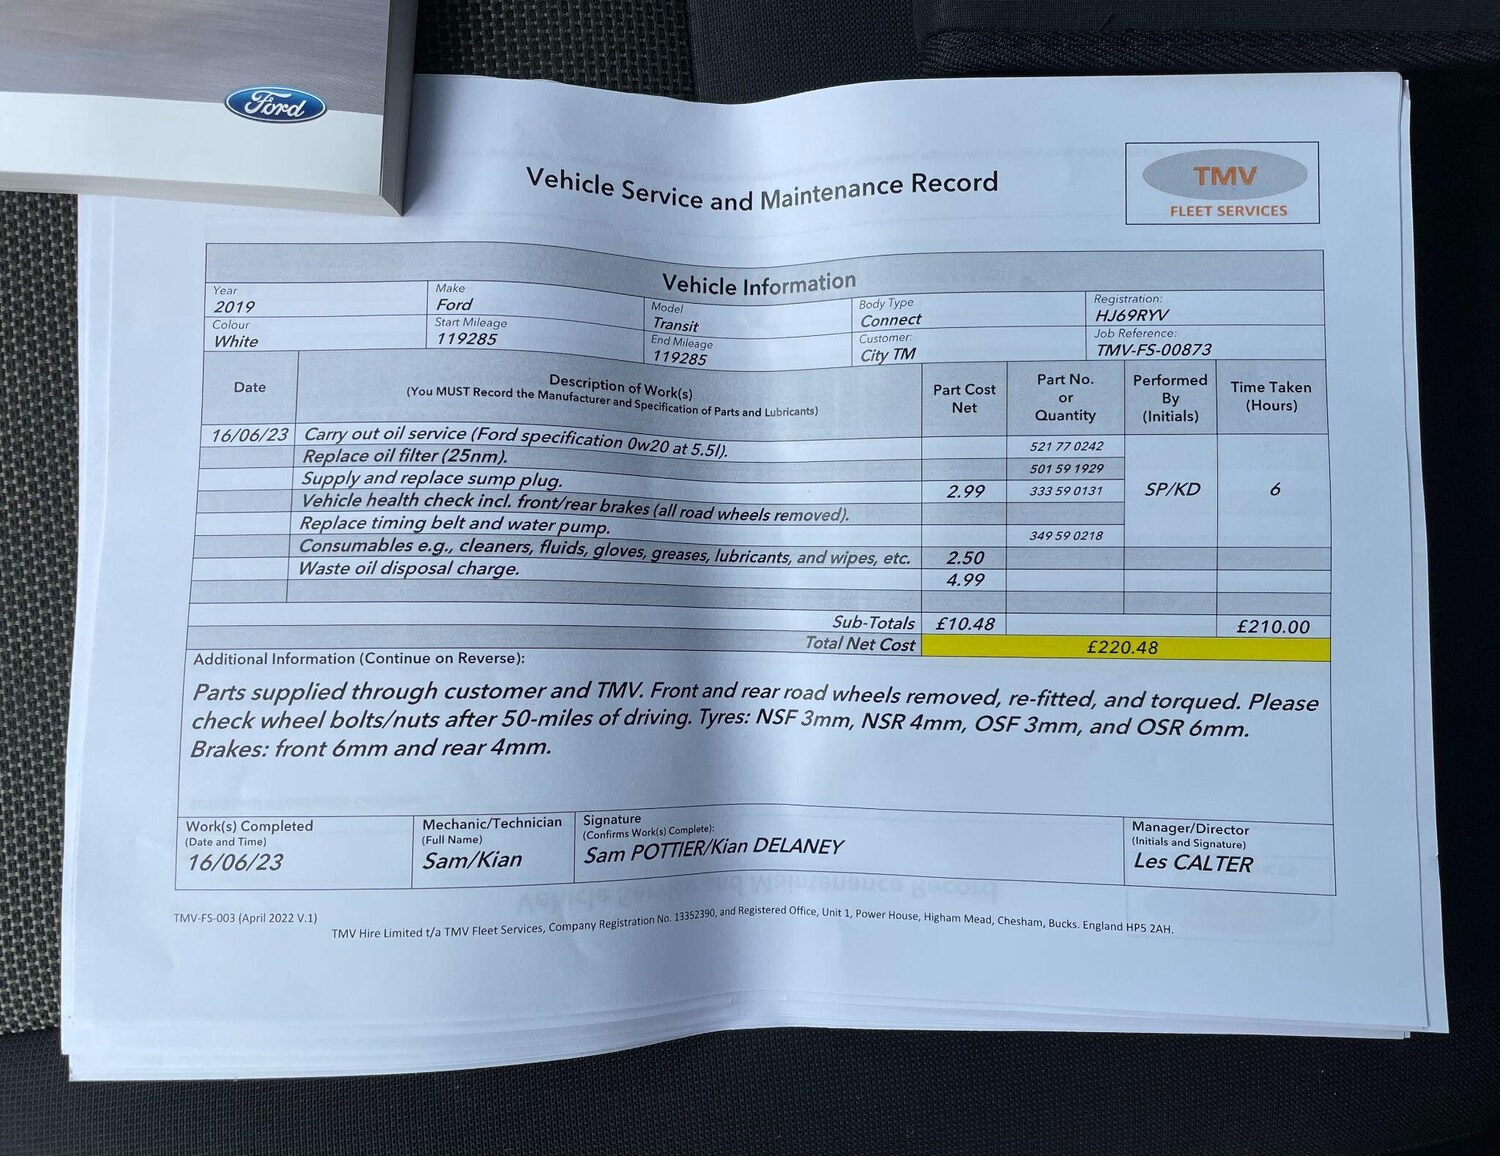 Ford
Vehicle Service and Maintenance Record
TMV
FLEET SERVICES
Vehicle Information
Year
2019
Make
Ford
Model
Transit
Body Type
Connect
Registration:
HJ69RYV
Colour
White
Start Mileage
119285
End Mileage
119285
Customer:
City TM
Job Reference:
TMV-FS-00873
Date
Description of Work(s)
(You MUST Record the Manufacturer and Specification of Parts and Lubricants)
Part Cost
Net
Part No.
or
Quantity
Performed
By
(Initials)
Time Taken
(Hours)
16/06/23 Carry out oil service (Ford specification 0w20 at 5.5l). 521 77 0242
Replace oil filter (25nm). 501 59 1929
Supply and replace sump plug. 2.99 333 59 0131 SP/KD 6
Vehicle health check incl. front/rear brakes (all road wheels removed).
Replace timing belt and water pump. 349 59 0218
Consumables e.g., cleaners, fluids, gloves, greases, lubricants, and wipes, etc. 2.50
Waste oil disposal charge. 4.99
Sub-Totals £10.48 £210.00
Total Net Cost £220.48
Additional Information (Continue on Reverse):
Parts supplied through customer and TMV. Front and rear road wheels removed, re-fitted, and torqued. Please
check wheel bolts/nuts after 50-miles of driving. Tyres: NSF 3mm, NSR 4mm, OSF 3mm, and OSR 6mm.
Brakes: front 6mm and rear 4mm.
Work(s) Completed
(Date and Time)
16/06/23
Mechanic/Technician
(Full Name)
Sam/Kian
Signature
(Confirms Work(s) Complete):
Sam POTTIER/Kian DELANEY
Manager/Director
(Initials and Signature)
Les CALTER
TMV-FS-003 (April 2022 V.1)
TMV Hire Limited t/a TMV Fleet Services, Company Registration No. 13352390, and Registered Office, Unit 1, Power House, Higham Mead, Chesham, Bucks. England HP5 2AH.